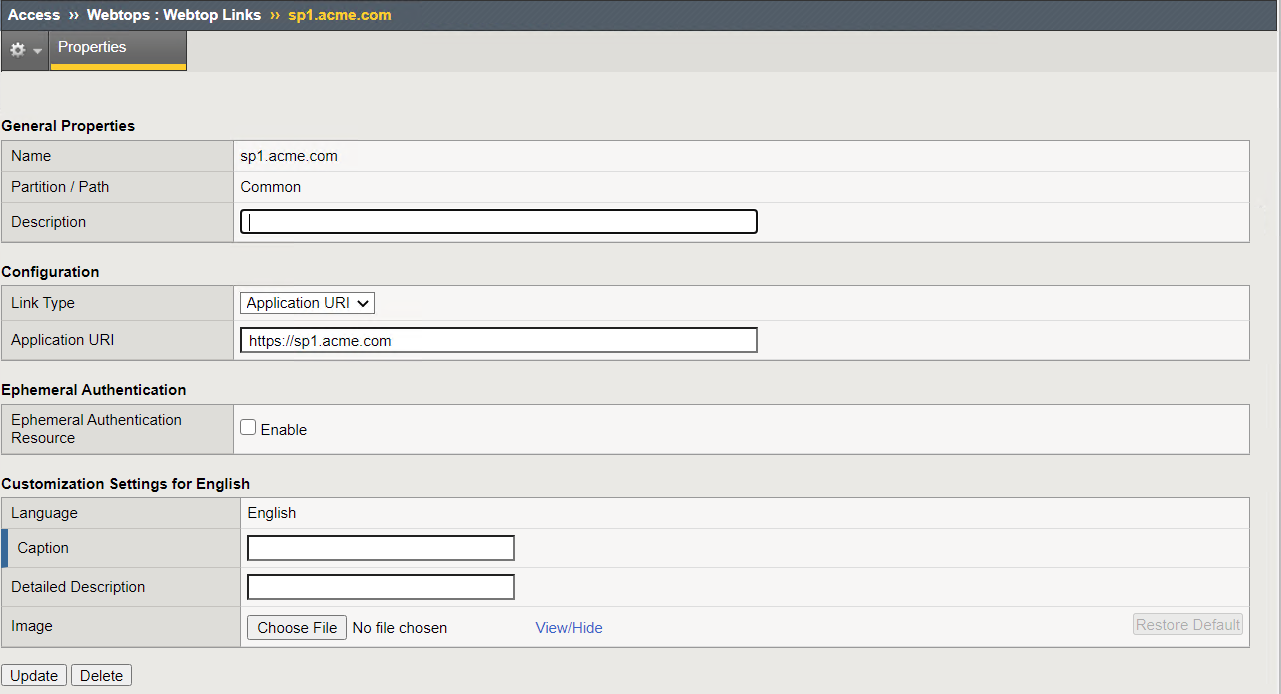 Access ›› Webtops : Webtop Links ›› sp1.acme.com
Properties
General Properties
Name sp1.acme.com
Partition / Path Common
Description
Configuration
Link Type Application URI
Application URI https://sp1.acme.com
Ephemeral Authentication
Ephemeral Authentication
Resource
Enable
Customization Settings for English
Language English
Caption
Detailed Description
Image Choose File No file chosen View/Hide Restore Default
Update Delete